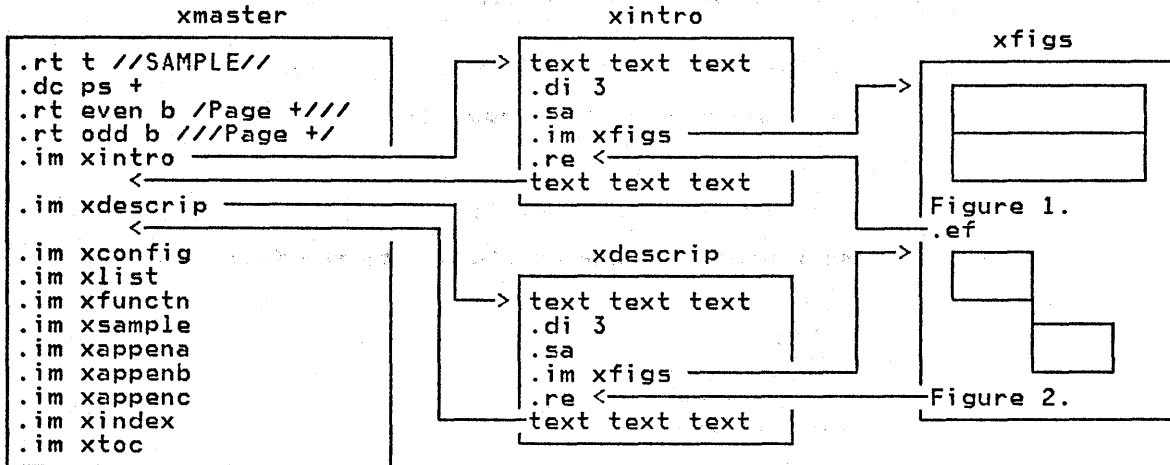 xmaster
.rt t //SAMPLE//
.dc ps +
.rt even b /Page +///
.rt odd b ///Page +/
.im xintro
.im xdescrip
.im xconfig
.im xlist
.im xfunctn
.im xsample
.im xappena
.im xappenb
.im xappenc
.im xindex
.im xtoc
xintro
text text text
.di 3
.sa
.im xfigs
.re
text text text
xdescrip
text text text
.di 3
.sa
.im xfigs
.re
text text text
xfigs
Figure 1.
.ef
Figure 2.